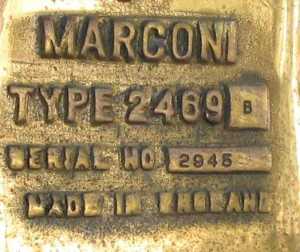 MARCONI
TYPE 2469 B
SERIAL NO 2945
MADE IN ENGLAND